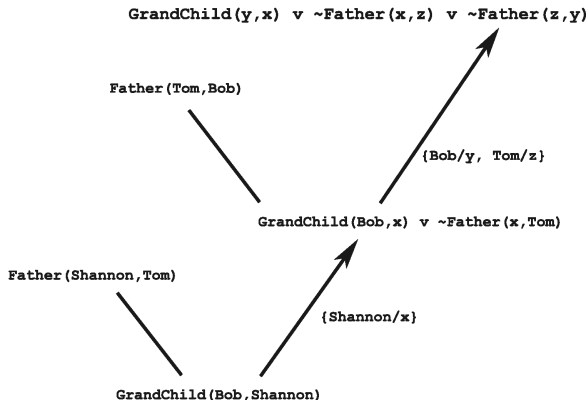 GrandChild(y,x) v ~Father(x,z) v ~Father(z,y)
Father(Tom,Bob)
{Bob/y, Tom/z}
GrandChild(Bob,x) v ~Father(x,Tom)
Father(Shannon,Tom)
{Shannon/x}
GrandChild(Bob,Shannon)